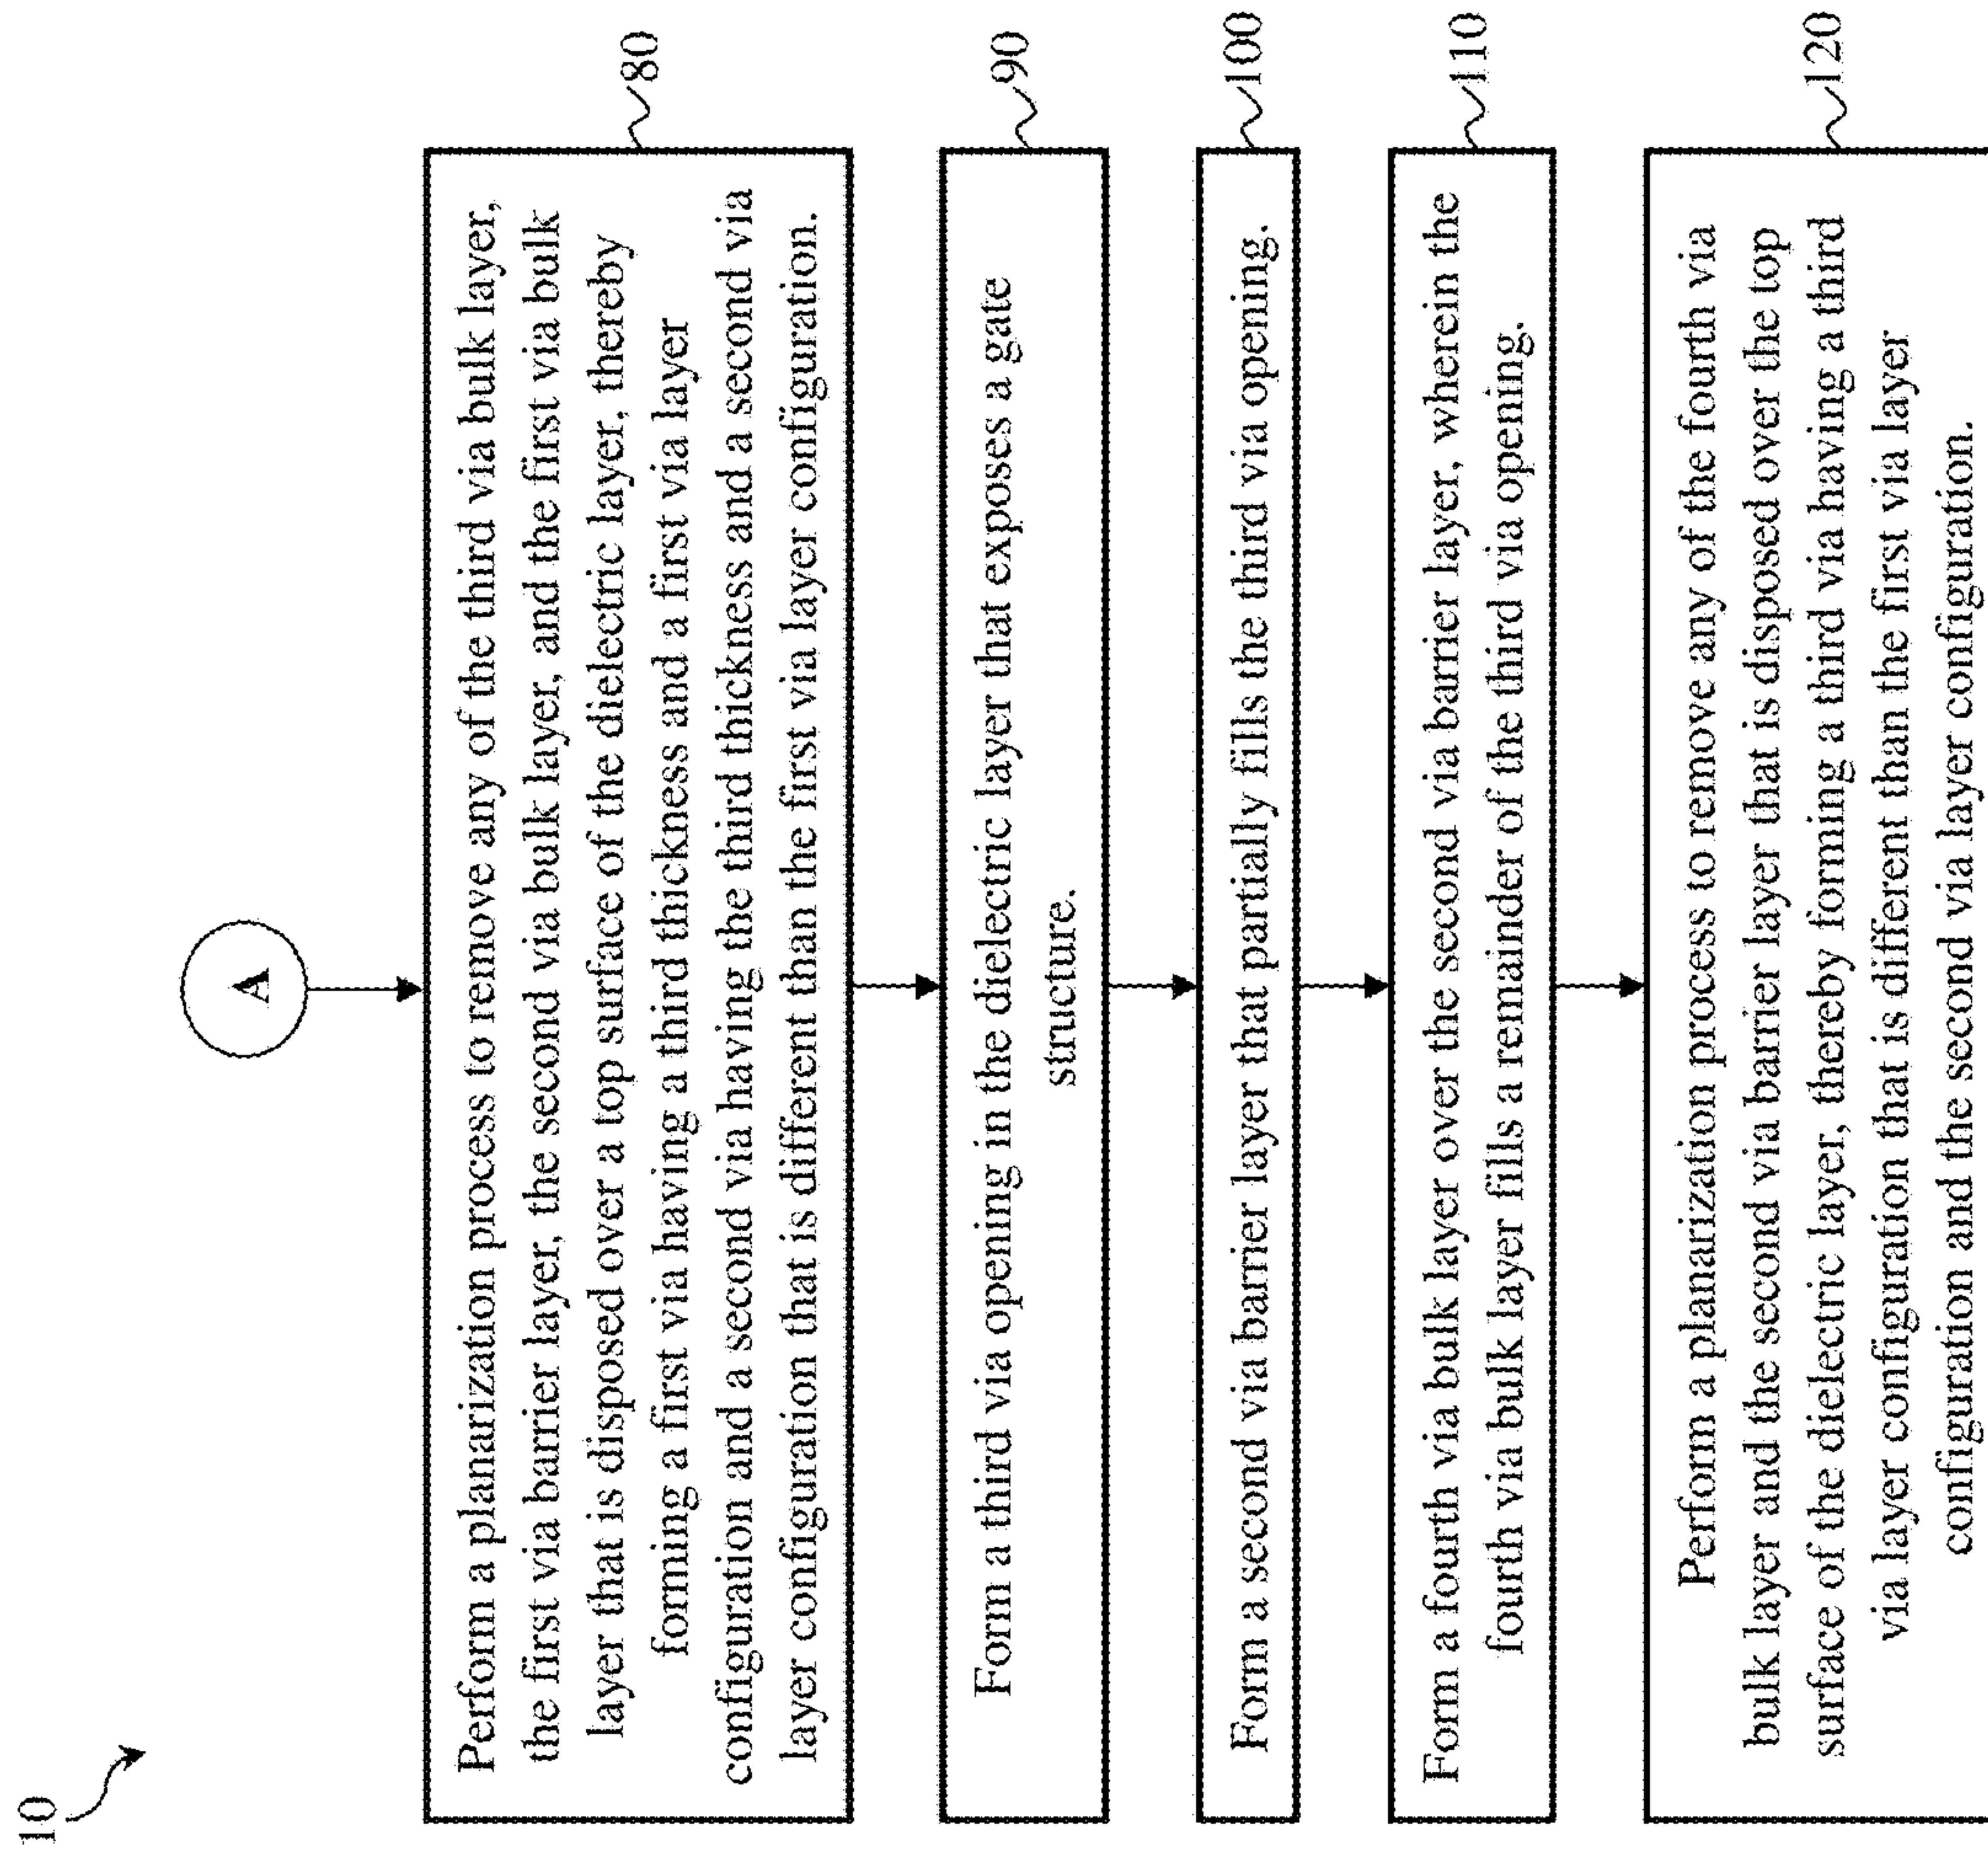 10
A
Perform a planarization process to remove any of the third via bulk layer,
the first via barrier layer, the second via bulk layer, and the first via bulk
layer that is disposed over a top surface of the dielectric layer, thereby
forming a first via having a third thickness and a first via layer
configuration and a second via having the third thickness and a second via
layer configuration that is different than the first via layer configuration.
80
Form a third via opening in the dielectric layer that exposes a gate
structure.
90
Form a second via barrier layer that partially fills the third via opening.
100
Form a fourth via bulk layer over the second via barrier layer, wherein the
fourth via bulk layer fills a remainder of the third via opening.
110
Perform a planarization process to remove any of the fourth via
bulk layer and the second via barrier layer that is disposed over the top
surface of the dielectric layer, thereby forming a third via having a third
via layer configuration that is different than the first via layer
configuration and the second via layer configuration.
120